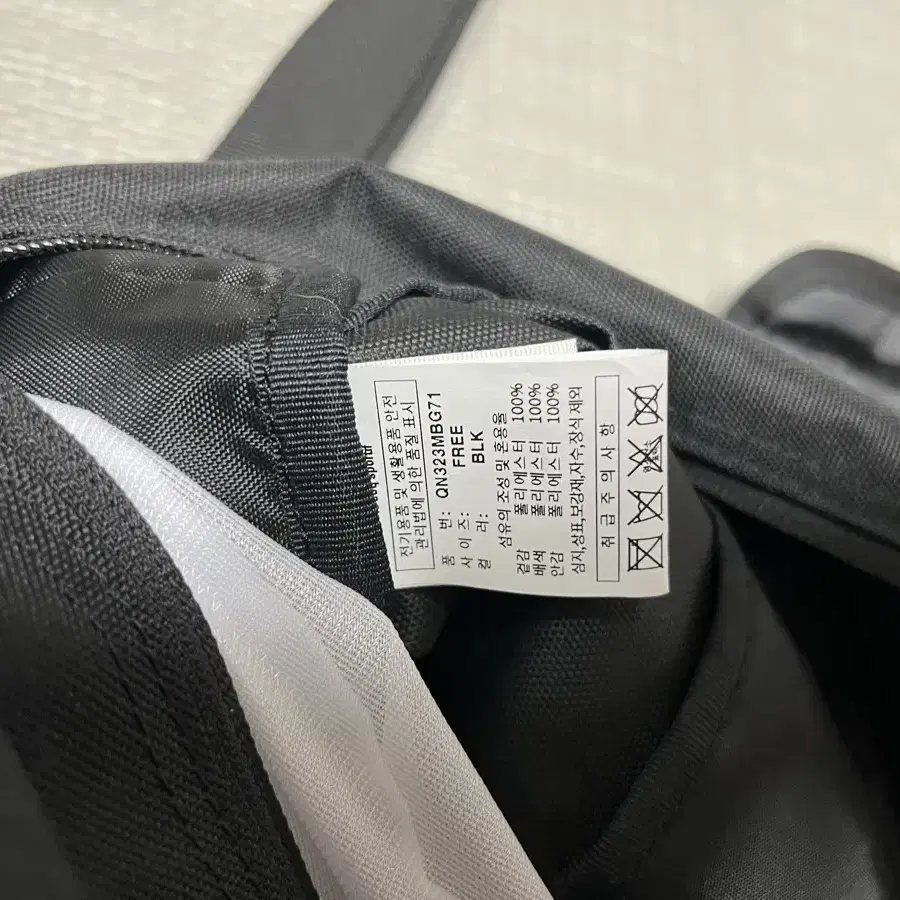 전기용품 및 생활용품 안전
관리법에 의한 품질 표시
품 번: QN323MBG71
사 이 즈: FREE
컬 러: BLK
섬유의 조성 및 혼용율
겉감 폴리에스터 100%
배색 폴리에스터 100%
안감 폴리에스터 100%
심지,상표,보강재,자수,장식 제외
취 급 주 의 사 항